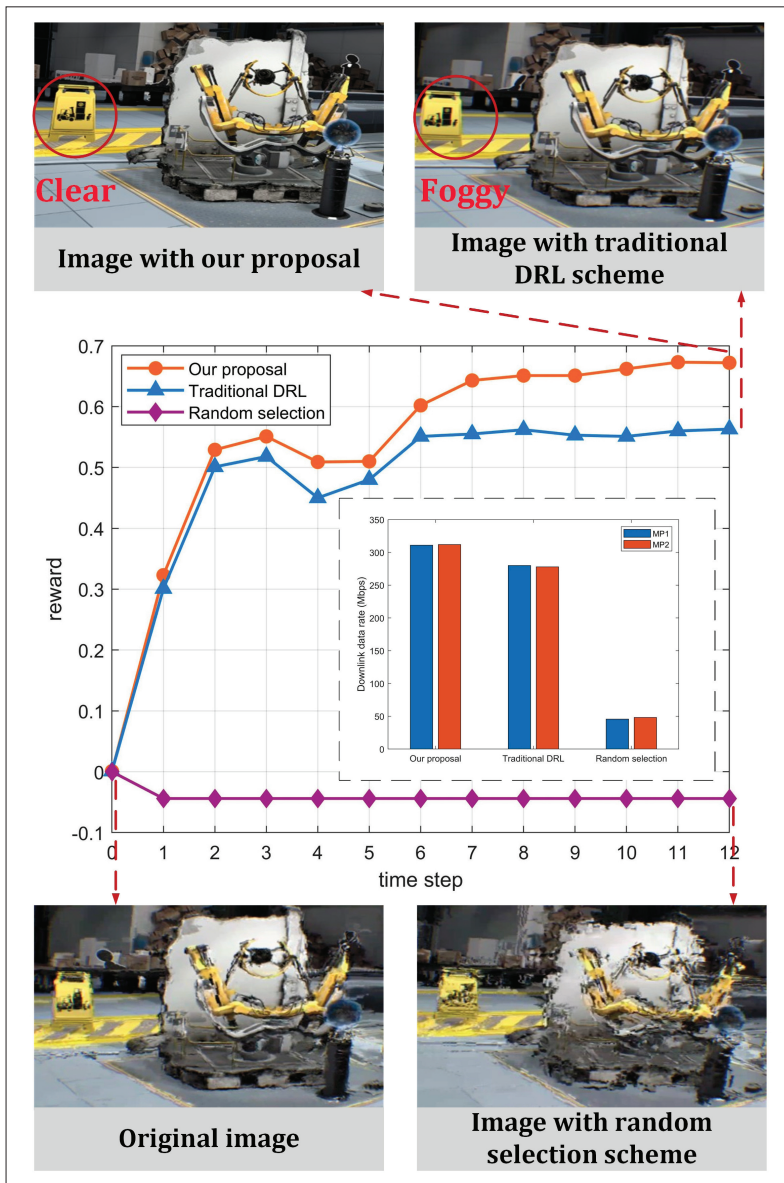 Clear
Foggy
Image with our proposal
Image with traditional
DRL scheme
0.7
0.6
0.5
0.4
0.3
0.2
0.1
0
-0.1
reward
Our proposal
Traditional DRL
Random selection
350
300
250
200
150
100
50
0
Downlink data rate (Mbps)
MP1
MP2
Our proposal
Traditional DRL
Random selection
0
1
2
3
4
5
6
7
8
9
10
11
12
time step
Original image
Image with random
selection scheme